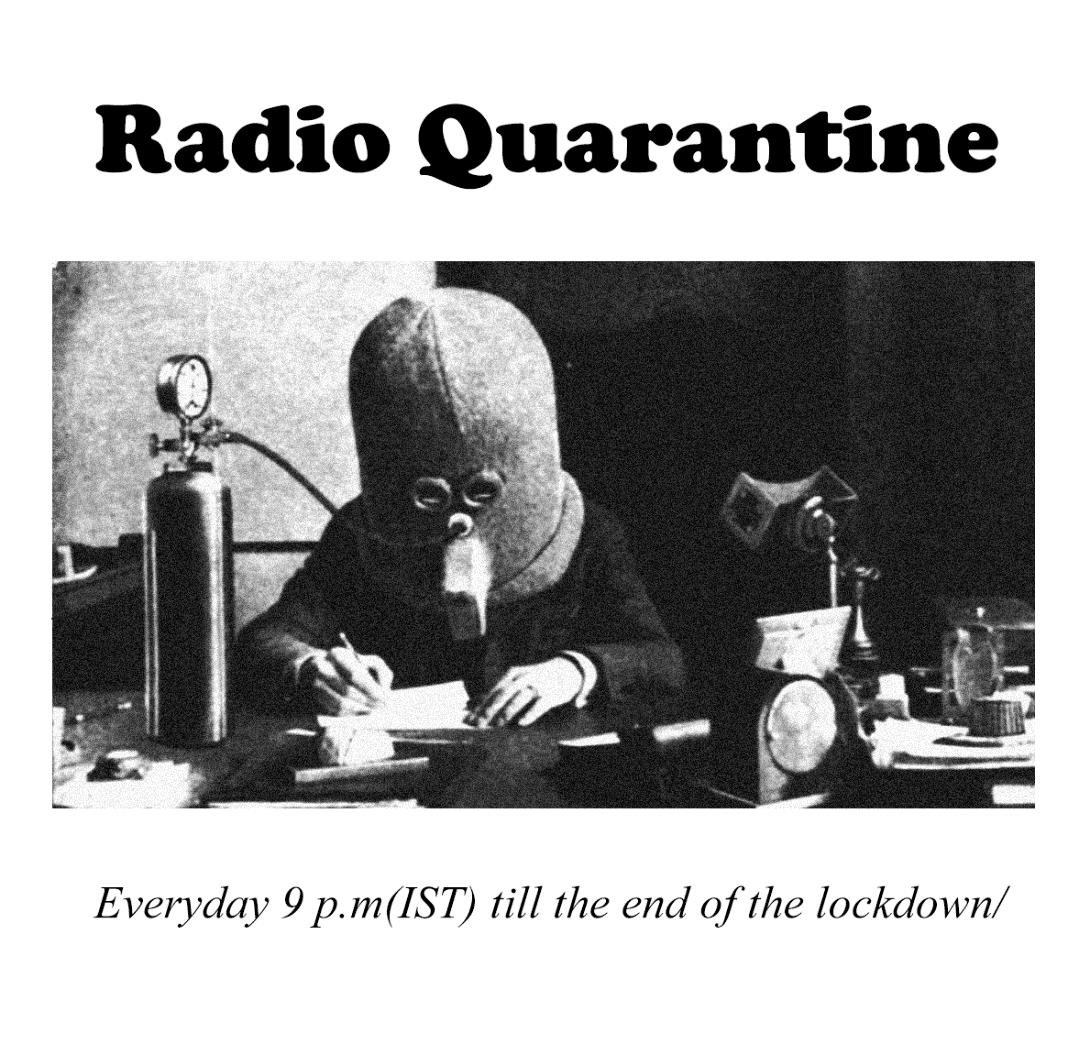 Radio Quarantine
Everyday 9 p.m(IST) till the end of the lockdown/